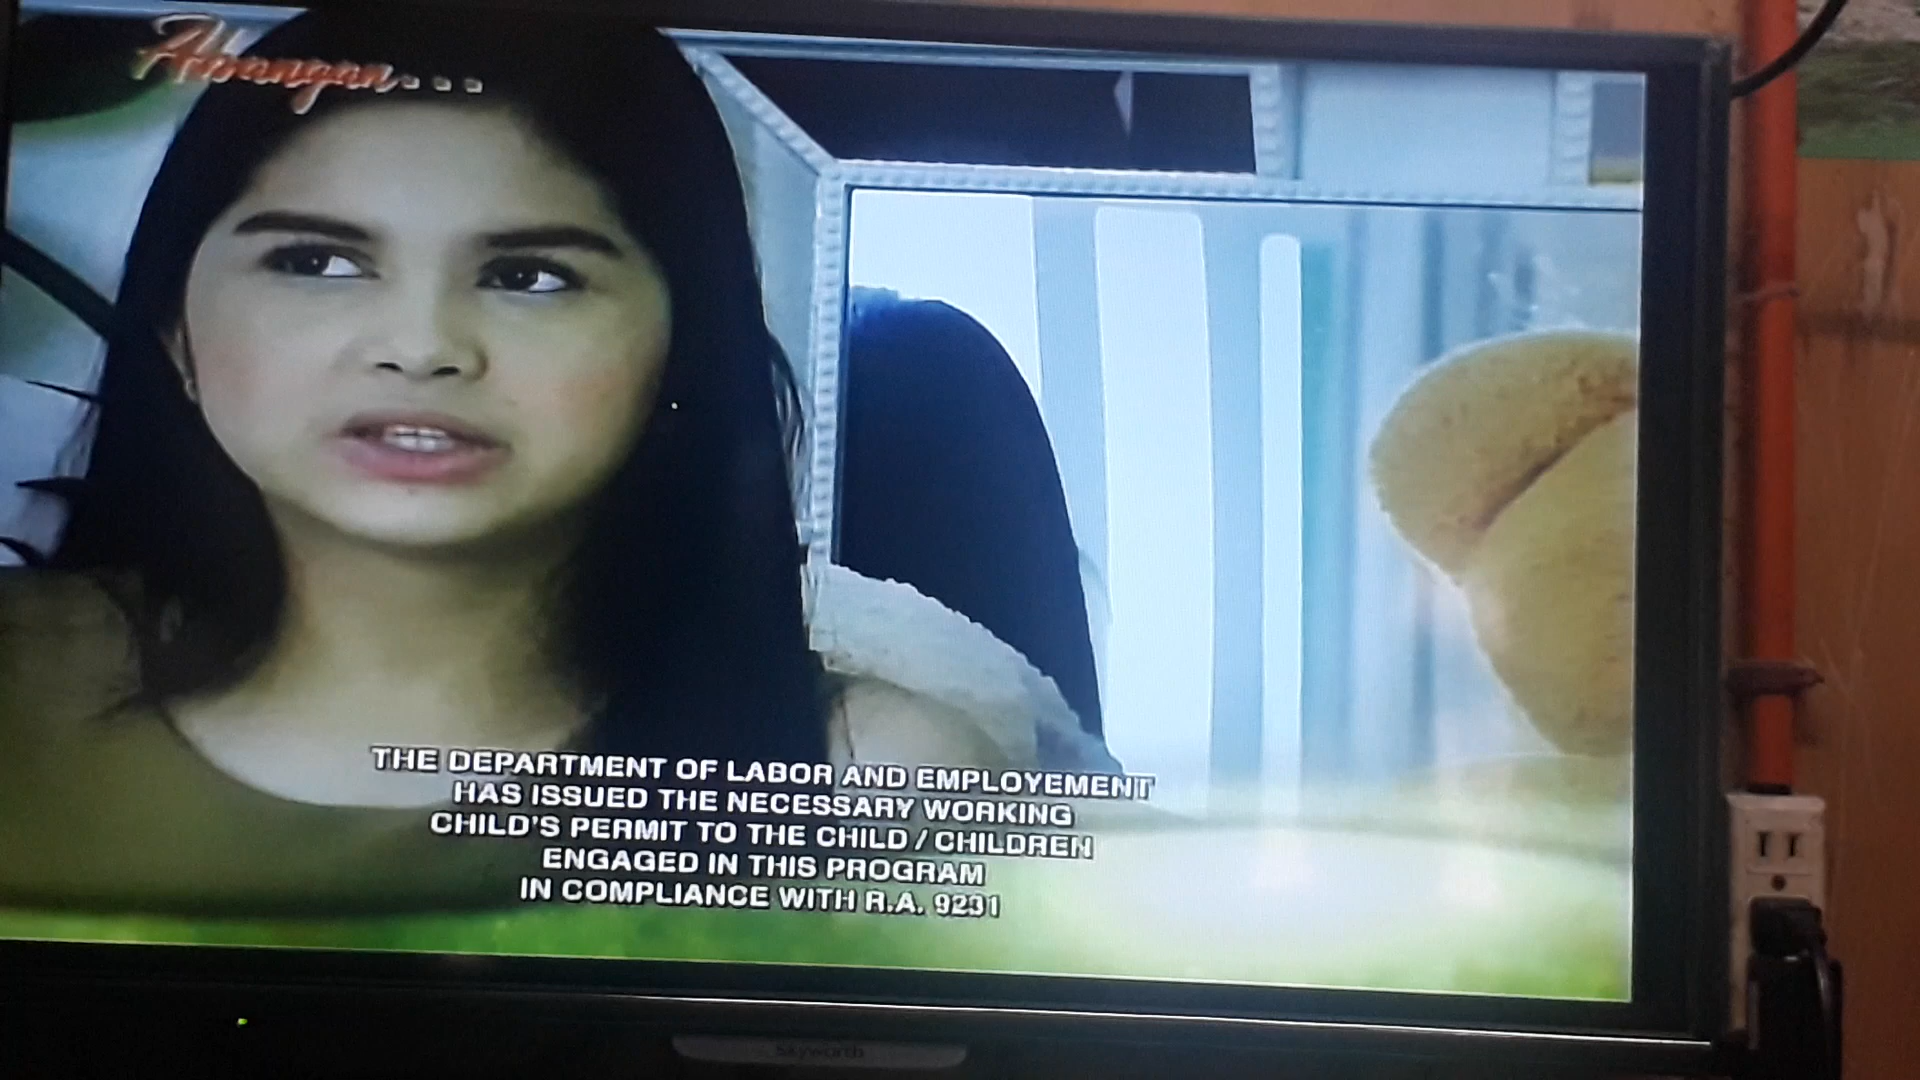 Abangan...
THE DEPARTMENT OF LABOR AND EMPLOYEMENT
HAS ISSUED THE NECESSARY WORKING
CHILD'S PERMIT TO THE CHILD / CHILDREN
ENGAGED IN THIS PROGRAM
IN COMPLIANCE WITH R.A. 9231
Skyworth